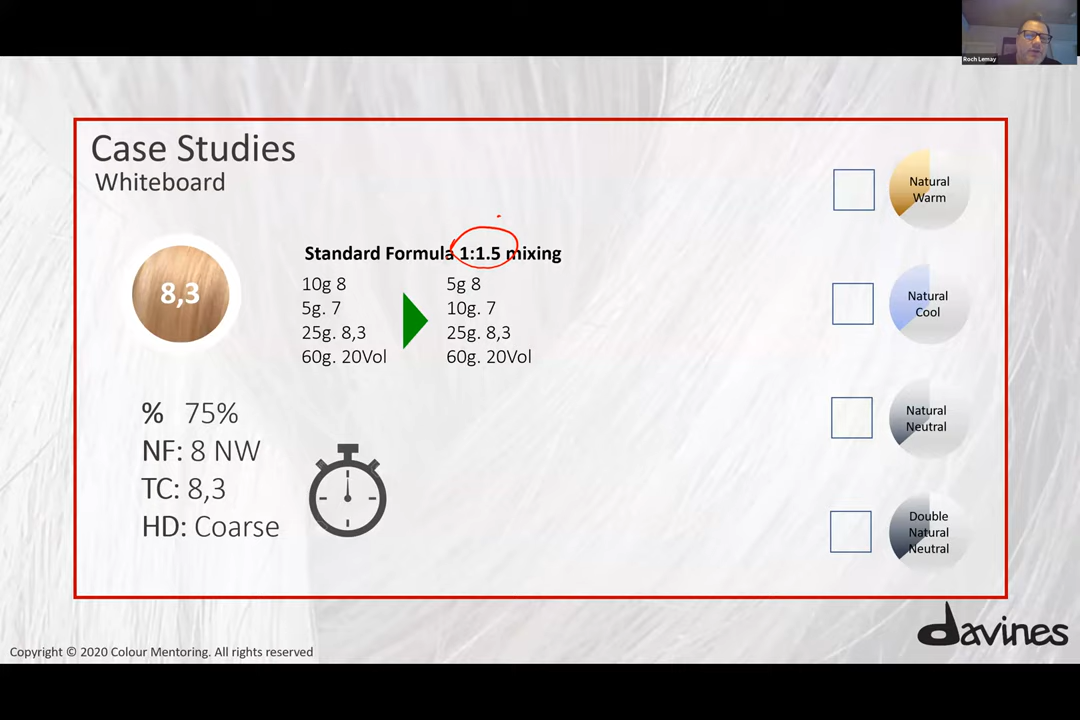 Roch Lemay
Case Studies
Whiteboard
8,3
Standard Formula 1:1.5 mixing
10g 8
5g. 7
25g. 8,3
60g. 20Vol
5g 8
10g. 7
25g. 8,3
60g. 20Vol
% 75%
NF: 8 NW
TC: 8,3
HD: Coarse
Natural
Warm
Natural
Cool
Natural
Neutral
Double
Natural
Neutral
davines
Copyright © 2020 Colour Mentoring. All rights reserved